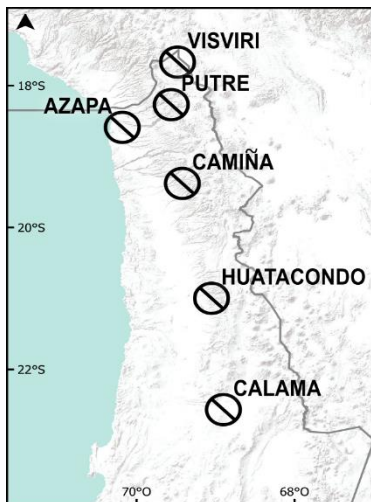 VISVIRI
18°S
PUTRE
AZAPA
CAMIÑA
20°S
HUATACONDO
22°S
CALAMA
70°O
68°O